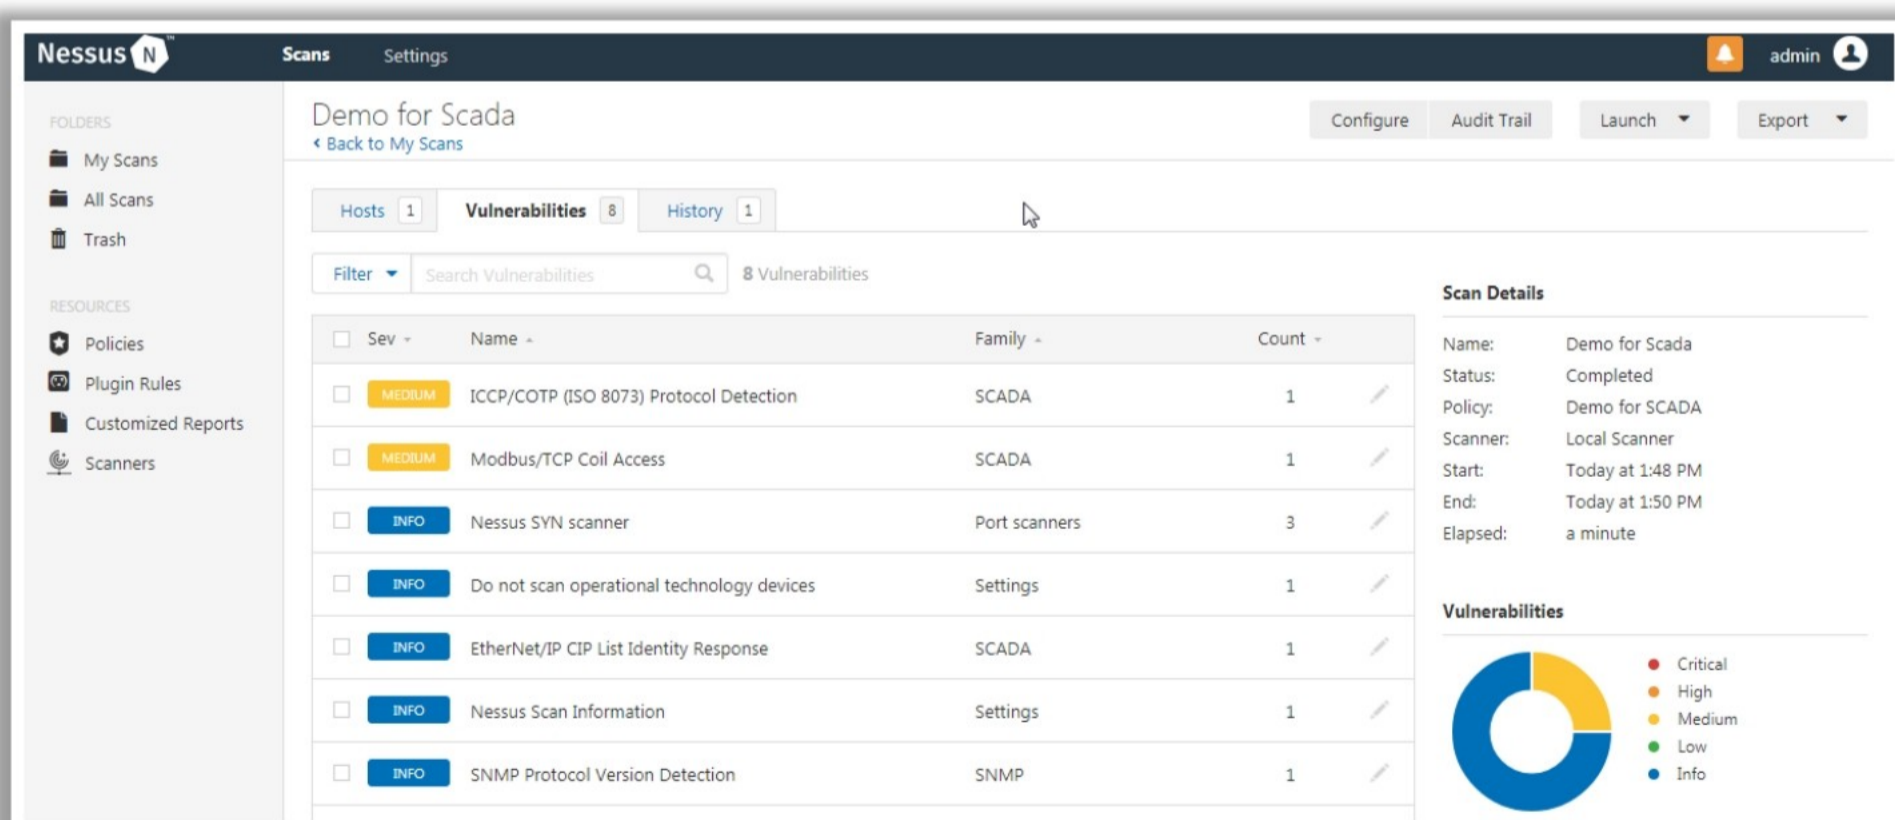 Nessus N ™ Scans Settings admin
FOLDERS
My Scans
All Scans
Trash
RESOURCES
Policies
Plugin Rules
Customized Reports
Scanners
Demo for Scada
Back to My Scans
Configure Audit Trail Launch Export
Hosts 1 Vulnerabilities 8 History 1
Filter Search Vulnerabilities 8 Vulnerabilities
Sev Name Family Count
MEDIUM ICCP/COTP (ISO 8073) Protocol Detection SCADA 1
MEDIUM Modbus/TCP Coil Access SCADA 1
INFO Nessus SYN scanner Port scanners 3
INFO Do not scan operational technology devices Settings 1
INFO EtherNet/IP CIP List Identity Response SCADA 1
INFO Nessus Scan Information Settings 1
INFO SNMP Protocol Version Detection SNMP 1
Scan Details
Name: Demo for Scada
Status: Completed
Policy: Demo for SCADA
Scanner: Local Scanner
Start: Today at 1:48 PM
End: Today at 1:50 PM
Elapsed: a minute
Vulnerabilities
Critical
High
Medium
Low
Info